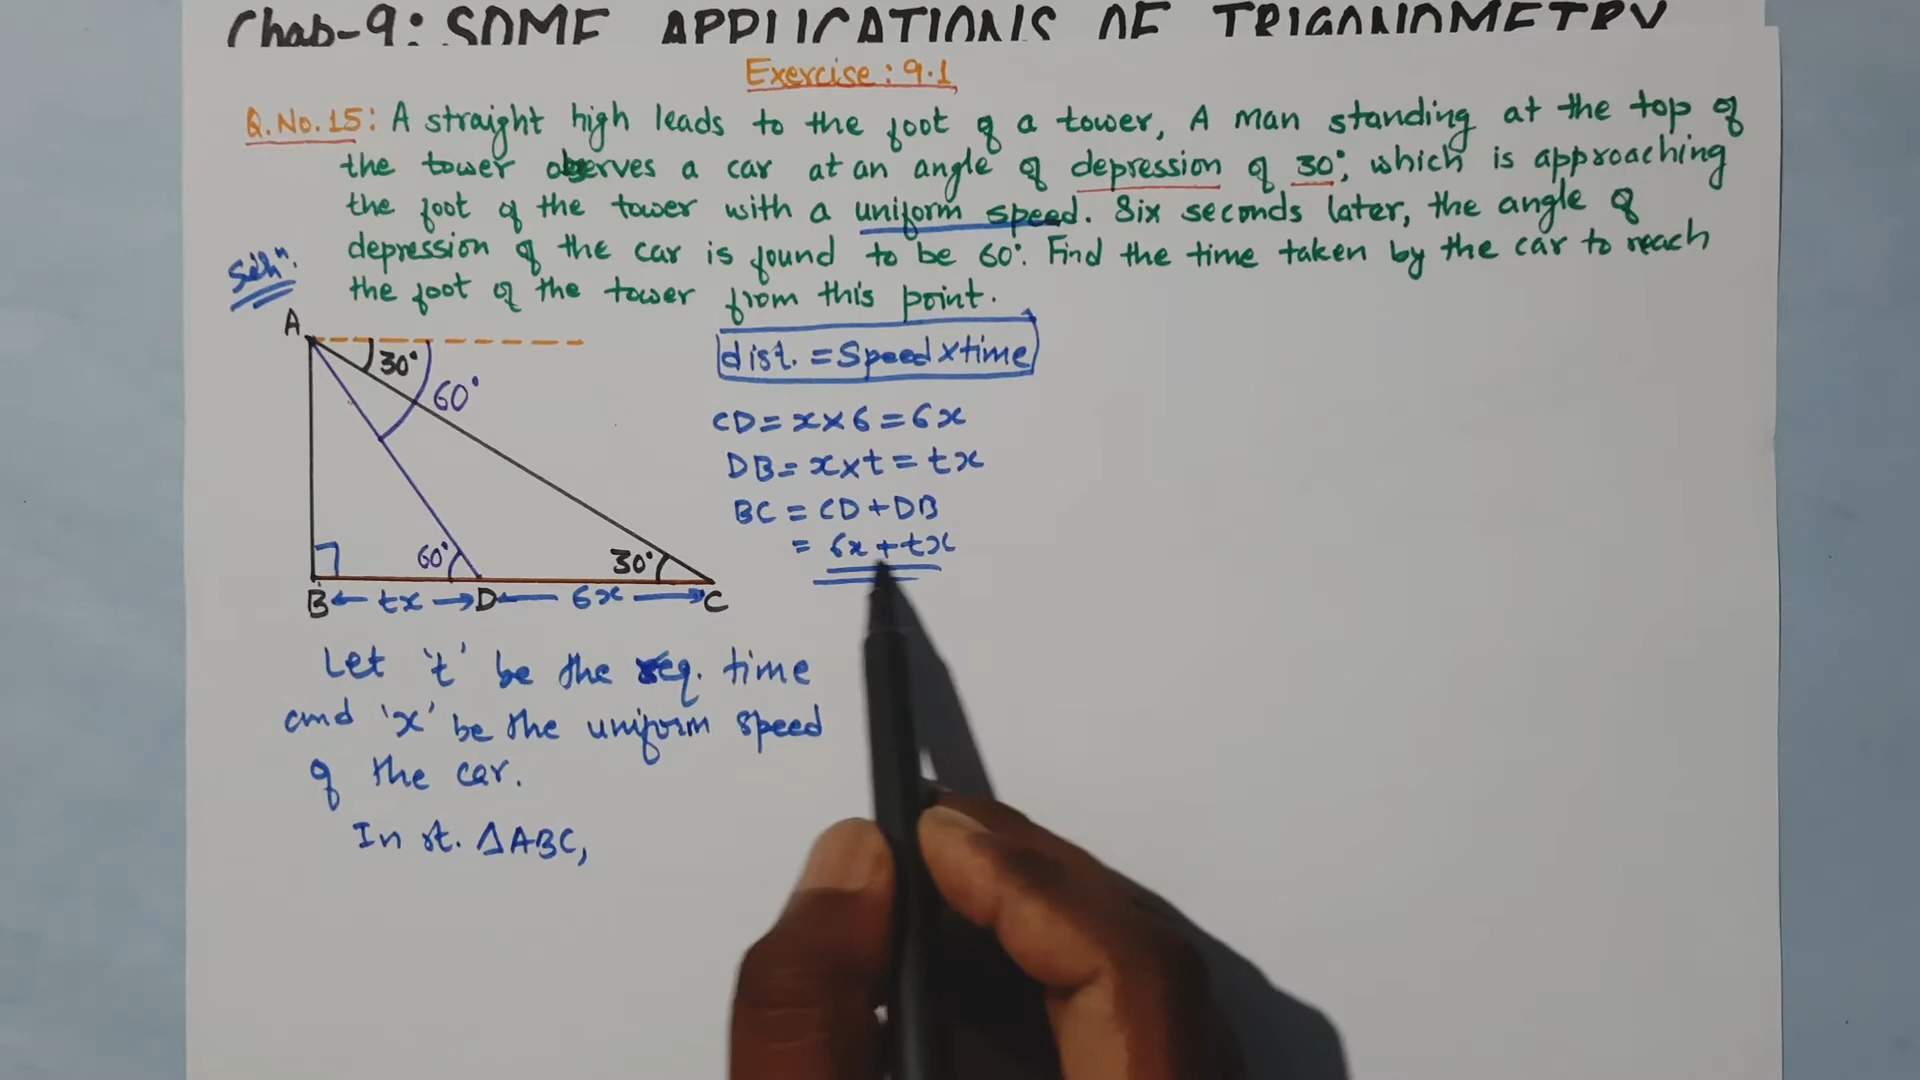 Chap-9: SOME APPLICATIONS OF TRIGONOMETRY
Exercise: 9.1
Q.No.15: A straight high leads to the foot of a tower, A man standing at the top of
the tower observes a car at an angle of depression of 30°, which is approaching
the foot of the tower with a uniform speed. Six seconds later, the angle of
depression of the car is found to be 60°. Find the time taken by the car to reach
the foot of the tower from this point.
Solⁿ.
A
30°
60°
60°
30°
B tx D 6x C
dist. = Speed × time
CD = x × 6 = 6x
DB = x × t = tx
BC = CD + DB
= 6x + tx
Let 't' be the req. time
and 'x' be the uniform speed
of the car.
In rt. ΔABC,